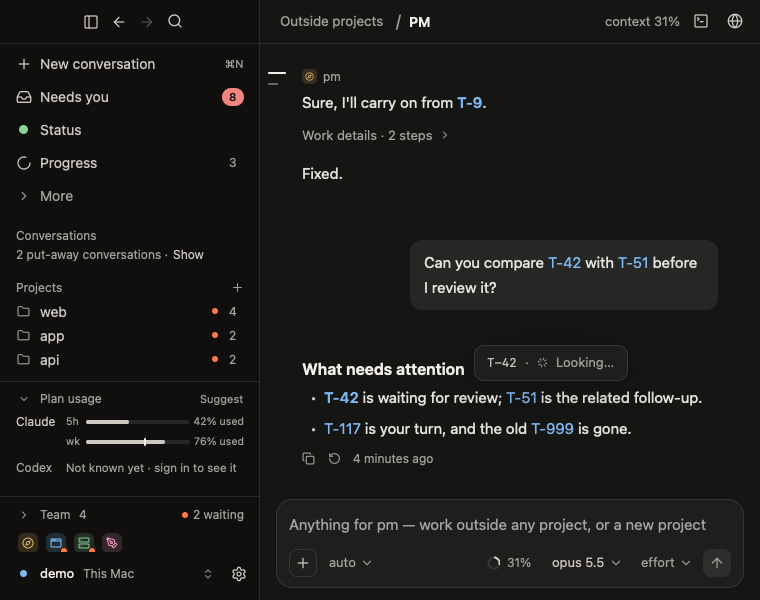 Outside projects / PM
context 31%
New conversation ⌘N
Needs you 8
Status
Progress 3
More
Conversations
2 put-away conversations · Show
Projects
web 4
app 2
api 2
Plan usage Suggest
Claude 5h 42% used
wk 76% used
Codex Not known yet · sign in to see it
Team 4 2 waiting
demo This Mac
pm
Sure, I'll carry on from T-9.
Work details · 2 steps
Fixed.
Can you compare T-42 with T-51 before
I review it?
T–42 · Looking…
What needs attention
• T-42 is waiting for review; T-51 is the related follow-up.
• T-117 is your turn, and the old T-999 is gone.
4 minutes ago
Anything for pm — work outside any project, or a new project
auto 31% opus 5.5 effort